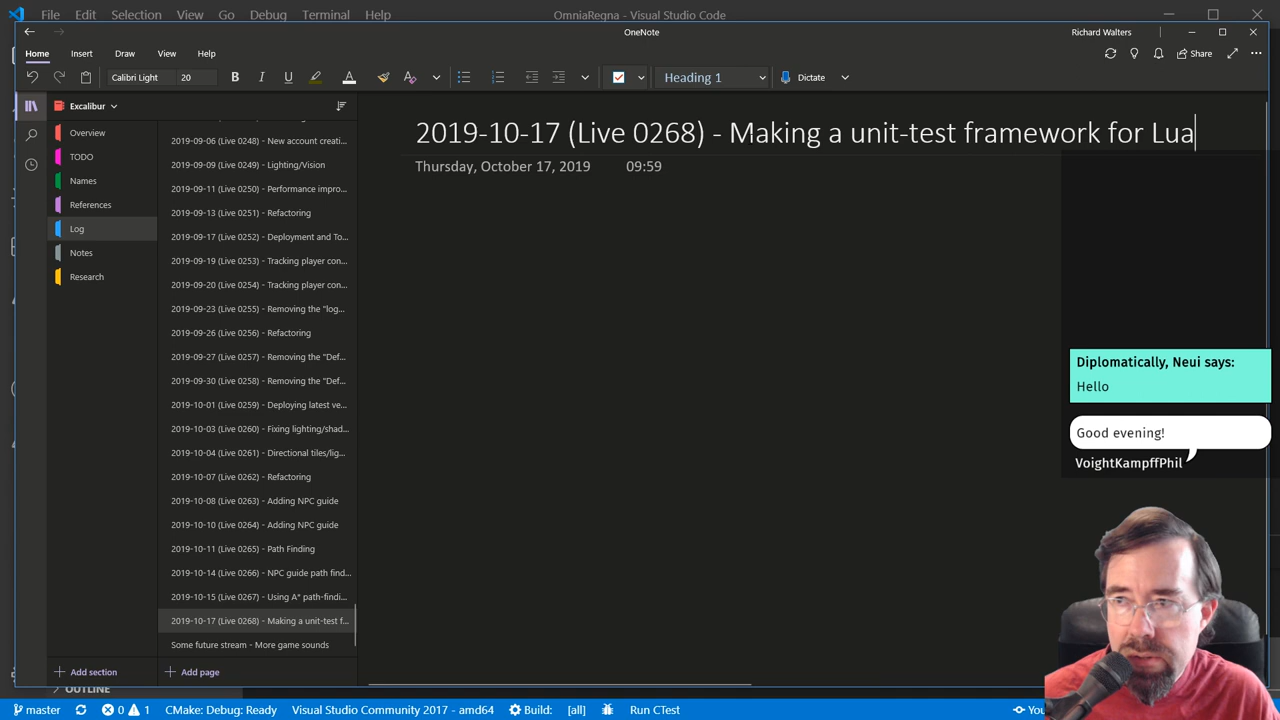 File Edit Selection View Go Debug Terminal Help
OmniaRegna - Visual Studio Code
OneNote
Richard Walters
Home Insert Draw View Help
Share
Calibri Light 20 B I U A Heading 1 Dictate
Excalibur
Overview
TODO
Names
References
Log
Notes
Research
2019-09-06 (Live 0248) - New account creati...
2019-09-09 (Live 0249) - Lighting/Vision
2019-09-11 (Live 0250) - Performance impro...
2019-09-13 (Live 0251) - Refactoring
2019-09-17 (Live 0252) - Deployment and To...
2019-09-19 (Live 0253) - Tracking player con...
2019-09-20 (Live 0254) - Tracking player con...
2019-09-23 (Live 0255) - Removing the "log...
2019-09-26 (Live 0256) - Refactoring
2019-09-27 (Live 0257) - Removing the "Def...
2019-09-30 (Live 0258) - Removing the "Def...
2019-10-01 (Live 0259) - Deploying latest ve...
2019-10-03 (Live 0260) - Fixing lighting/shad...
2019-10-04 (Live 0261) - Directional tiles/lig...
2019-10-07 (Live 0262) - Refactoring
2019-10-08 (Live 0263) - Adding NPC guide
2019-10-10 (Live 0264) - Adding NPC guide
2019-10-11 (Live 0265) - Path Finding
2019-10-14 (Live 0266) - NPC guide path find...
2019-10-15 (Live 0267) - Using A* path-findi...
2019-10-17 (Live 0268) - Making a unit-test f...
Some future stream - More game sounds
Add section
Add page
2019-10-17 (Live 0268) - Making a unit-test framework for Lua
Thursday, October 17, 2019 09:59
Diplomatically, Neui says:
Hello
Good evening!
VoightKampffPhil
OUTLINE
master 0 1 CMake: Debug: Ready Visual Studio Community 2017 - amd64 Build: [all] Run CTest You